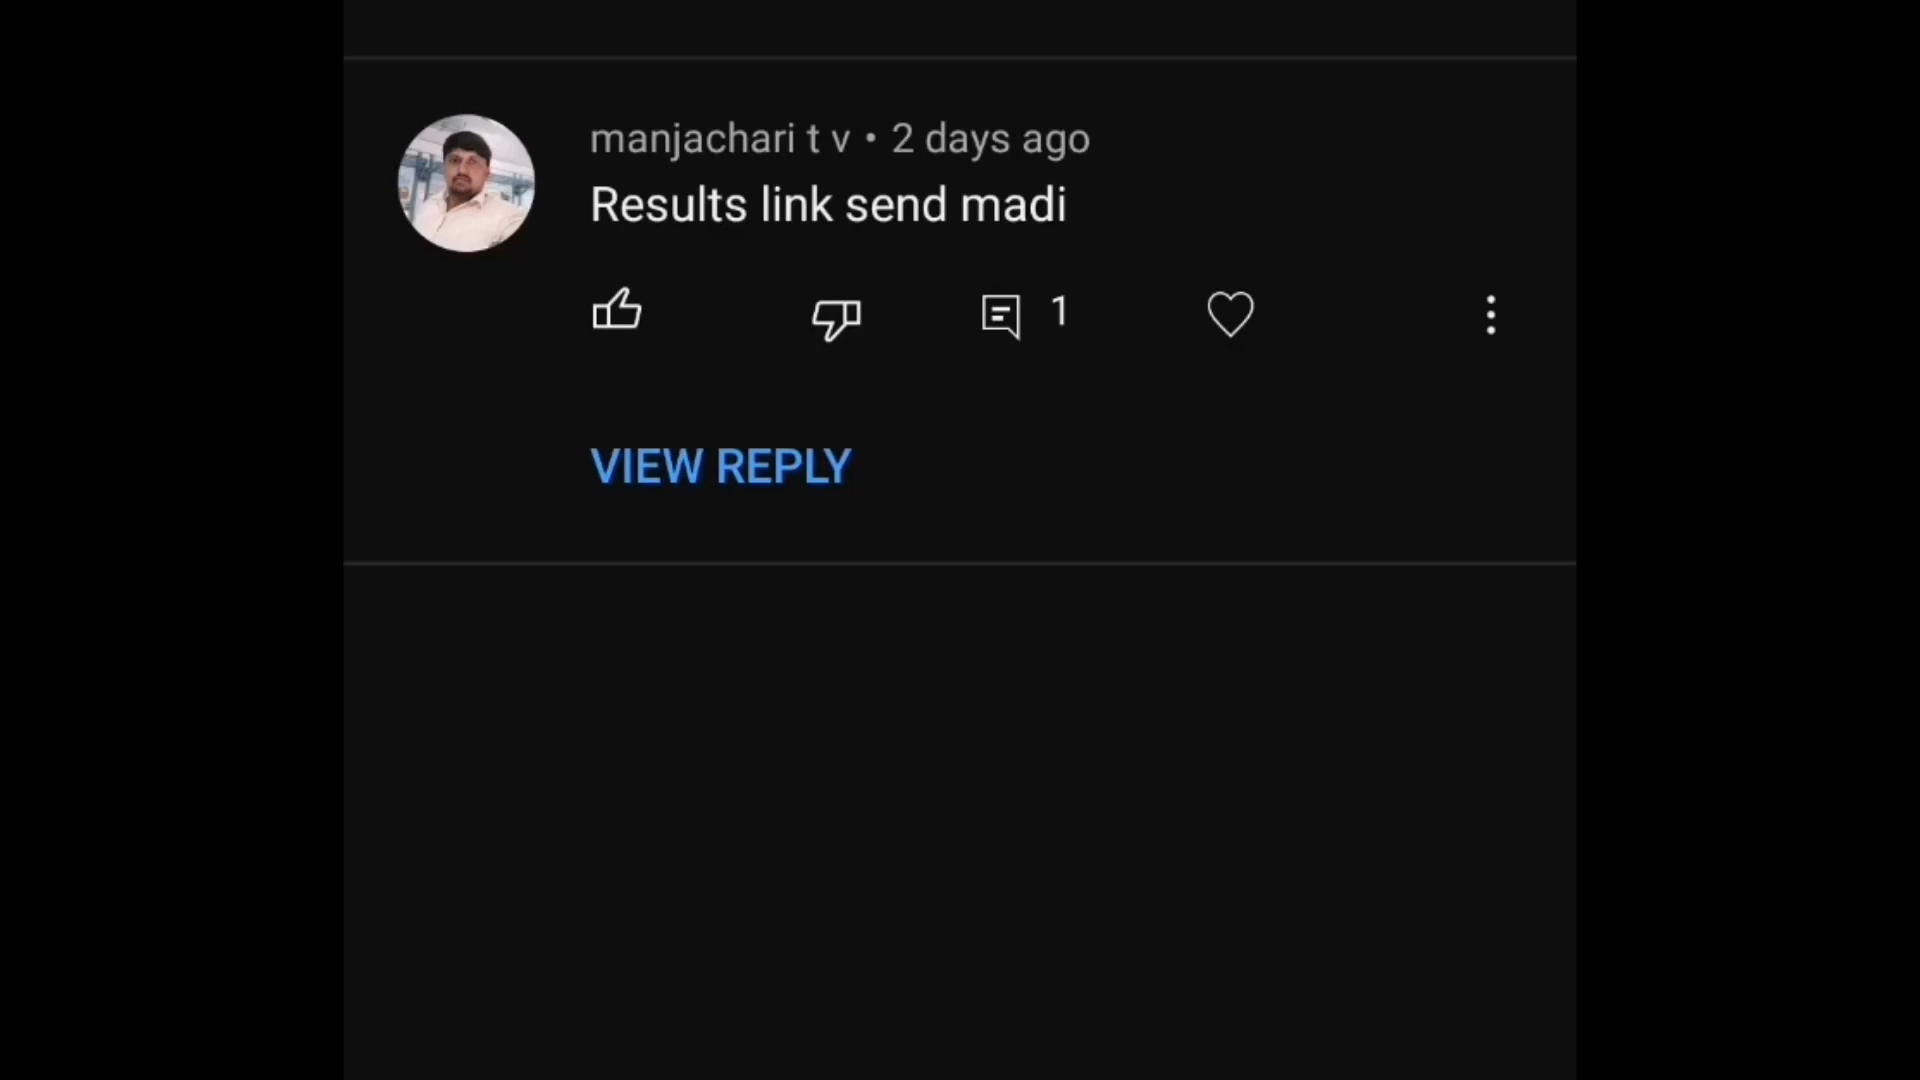 manjachari t v • 2 days ago
Results link send madi
1
VIEW REPLY